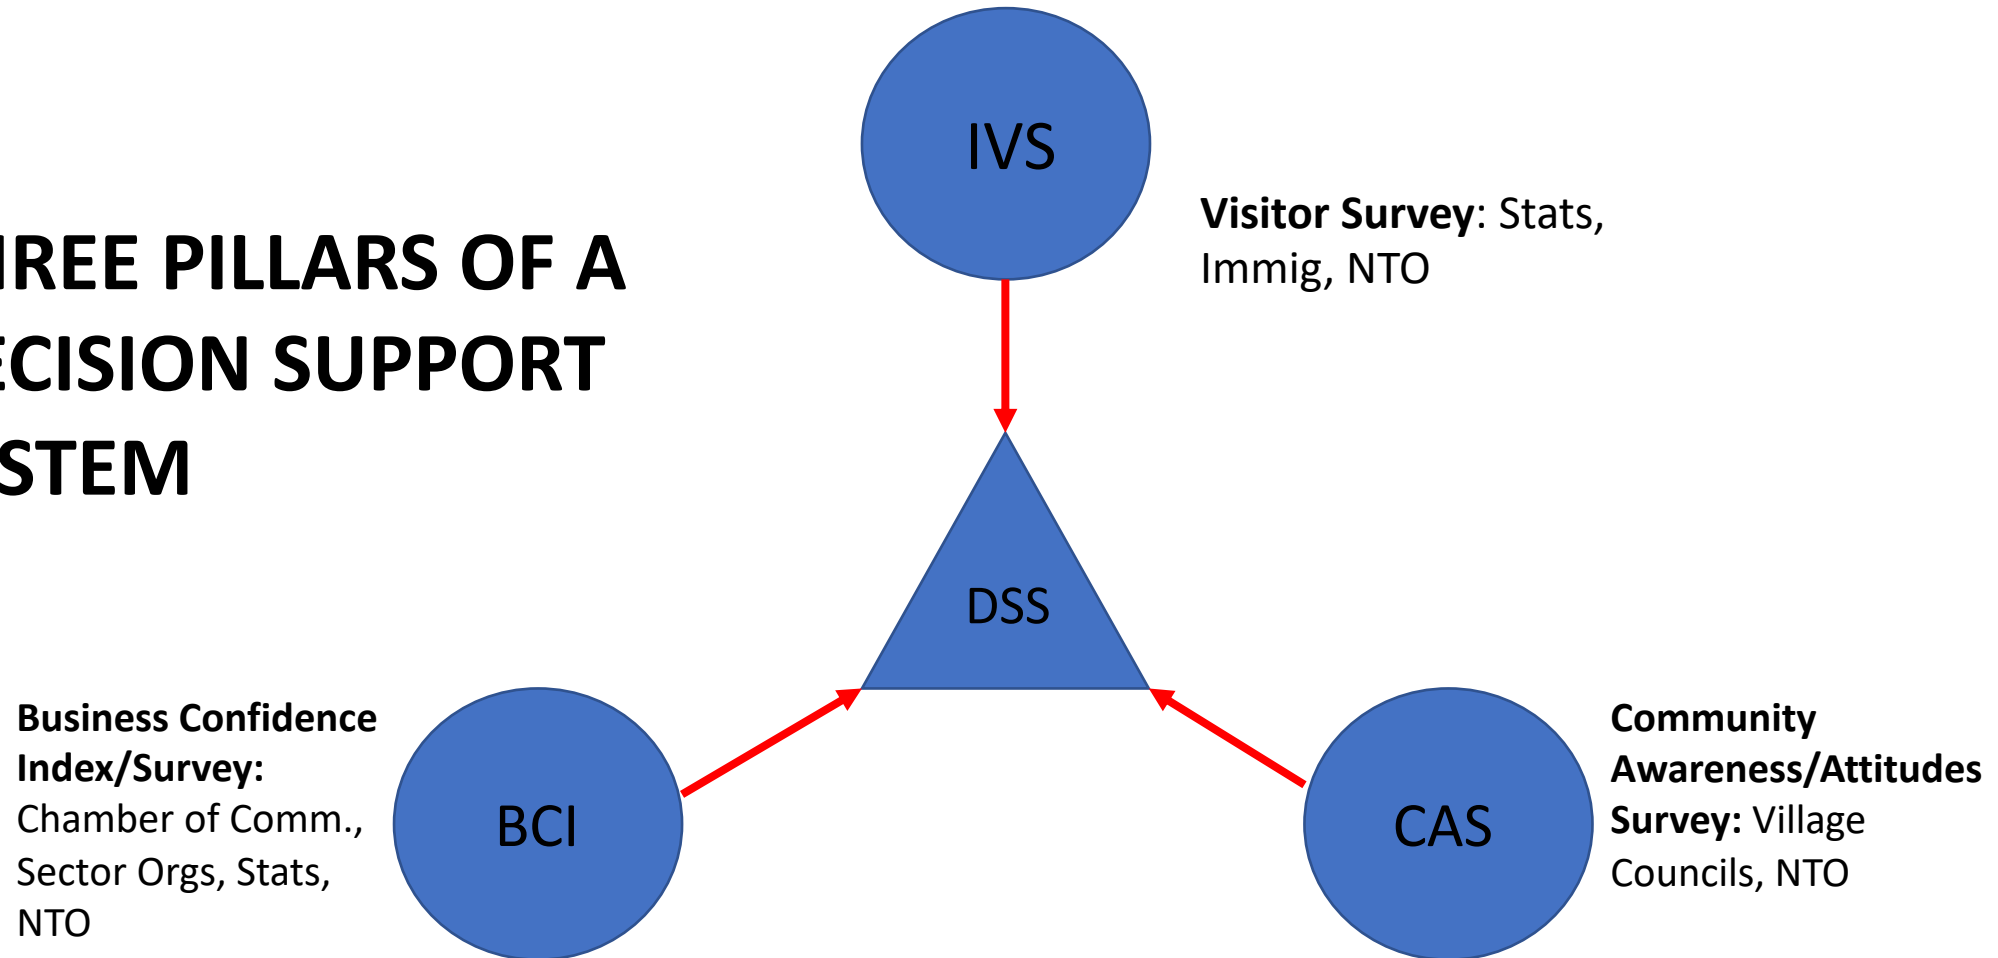 IVS
Visitor Survey: Stats,
Immig, NTO
HREE PILLARS OF A
ECISION SUPPORT
STEM
DSS
Business Confidence
Index/Survey:
Chamber of Comm.,
Sector Orgs, Stats,
NTO
BCI
CAS
Community
Awareness/Attitudes
Survey: Village
Councils, NTO